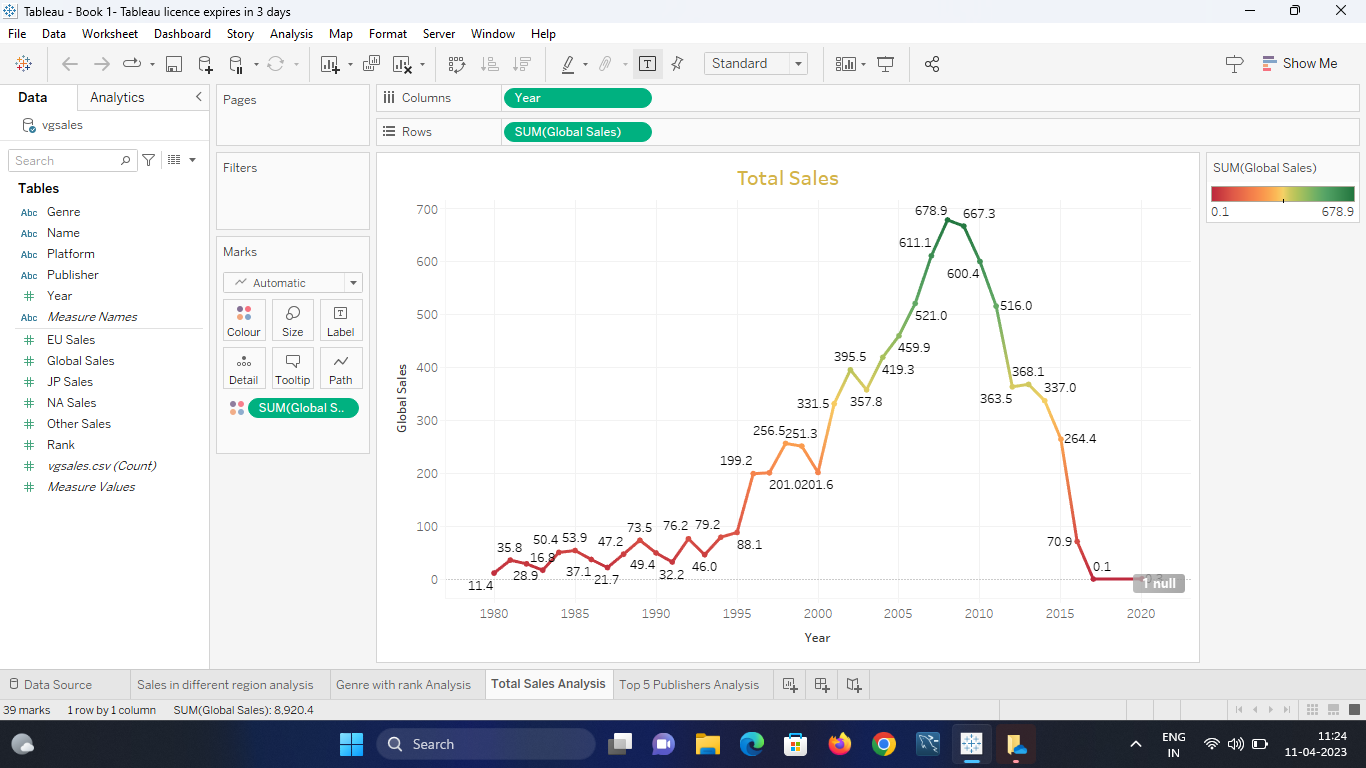 Tableau - Book 1- Tableau licence expires in 3 days
File Data Worksheet Dashboard Story Analysis Map Format Server Window Help
Standard
Show Me
Data Analytics
vgsales
Search
Tables
Abc Genre
Abc Name
Abc Platform
Abc Publisher
# Year
Abc Measure Names
# EU Sales
# Global Sales
# JP Sales
# NA Sales
# Other Sales
# Rank
# vgsales.csv (Count)
# Measure Values
Pages
Filters
Marks
Automatic
Colour Size Label
Detail Tooltip Path
SUM(Global S..
Columns Year
Rows SUM(Global Sales)
Total Sales
Global Sales
700
600
500
400
300
200
100
0
11.4
35.8
28.9
16.8
50.4
53.9
37.1
21.7
47.2
73.5
49.4
32.2
76.2
46.0
79.2
88.1
199.2
201.0
256.5
251.3
201.6
331.5
395.5
357.8
419.3
459.9
521.0
611.1
678.9
667.3
600.4
516.0
363.5
368.1
337.0
264.4
70.9
0.1
1 null
1980 1985 1990 1995 2000 2005 2010 2015 2020
Year
SUM(Global Sales)
0.1 678.9
Data Source Sales in different region analysis Genre with rank Analysis Total Sales Analysis Top 5 Publishers Analysis
39 marks 1 row by 1 column SUM(Global Sales): 8,920.4
Search
ENG
IN
11:24
11-04-2023